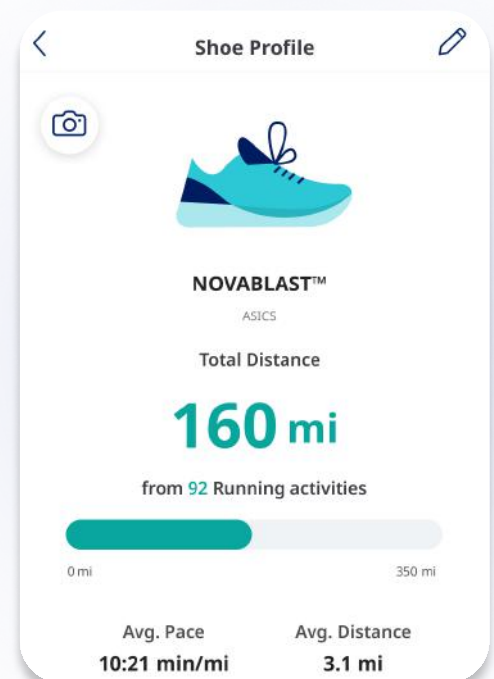 Shoe Profile
NOVABLAST™
ASICS
Total Distance
160 mi
from 92 Running activities
0 mi 350 mi
Avg. Pace Avg. Distance
10:21 min/mi 3.1 mi